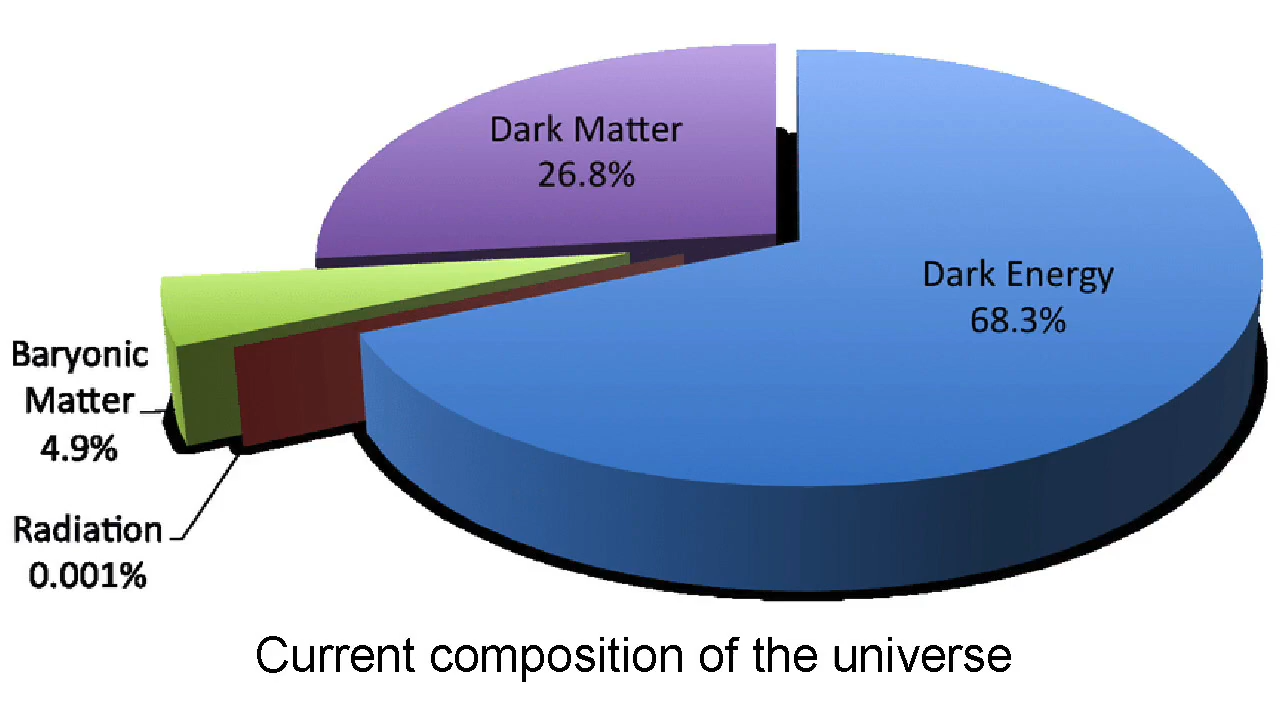 Dark Matter
26.8%
Dark Energy
68.3%
Baryonic
Matter
4.9%
Radiation
0.001%
Current composition of the universe